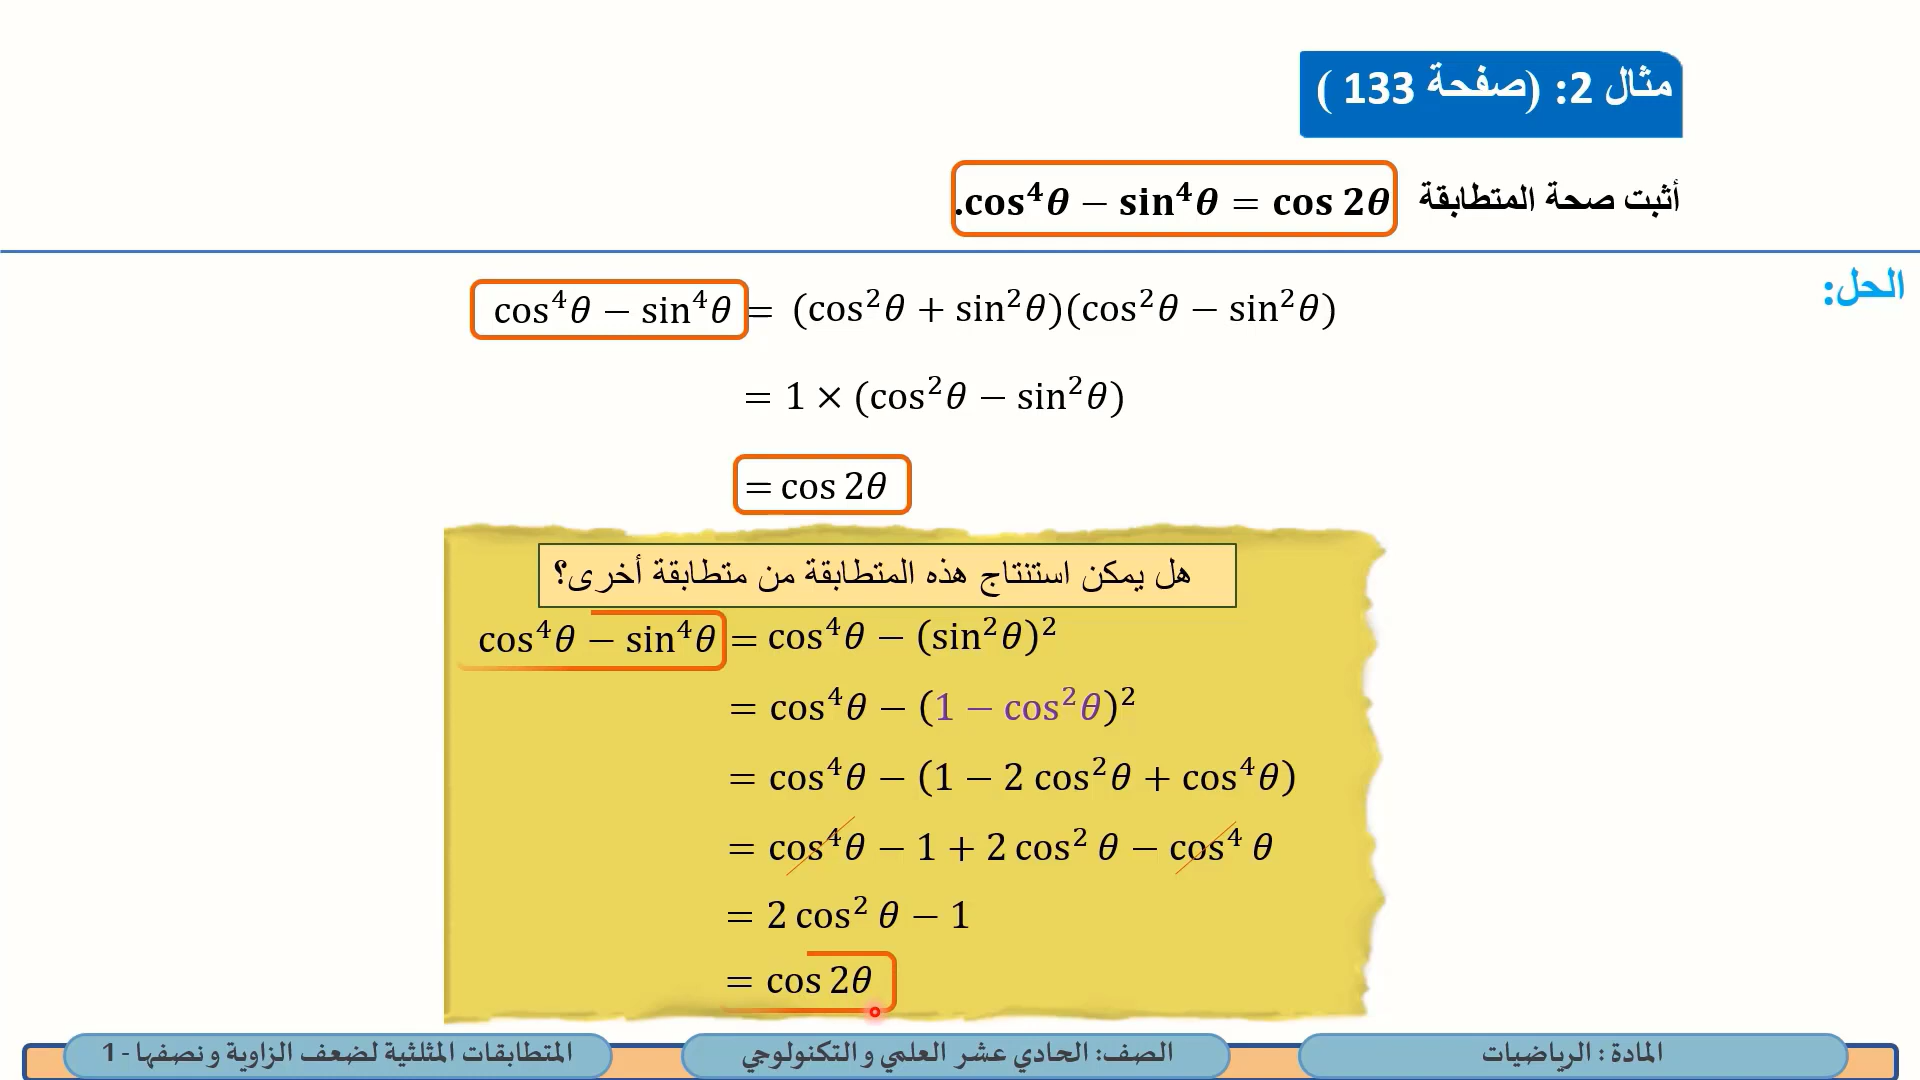 مثال 2: (صفحة 133 )
أثبت صحة المتطابقة cos⁴θ − sin⁴θ = cos 2θ.
الحل:
cos⁴θ − sin⁴θ = (cos²θ + sin²θ)(cos²θ − sin²θ)
= 1 × (cos²θ − sin²θ)
= cos 2θ
هل يمكن استنتاج هذه المتطابقة من متطابقة أخرى؟
cos⁴θ − sin⁴θ = cos⁴θ − (sin²θ)²
= cos⁴θ − (1 − cos²θ)²
= cos⁴θ − (1 − 2 cos²θ + cos⁴θ)
= cos⁴θ − 1 + 2 cos² θ − cos⁴ θ
= 2 cos² θ − 1
= cos 2θ
المادة : الرياضيات
الصف: الحادي عشر العلمي و التكنولوجي
المتطابقات المثلثية لضعف الزاوية و نصفها - 1